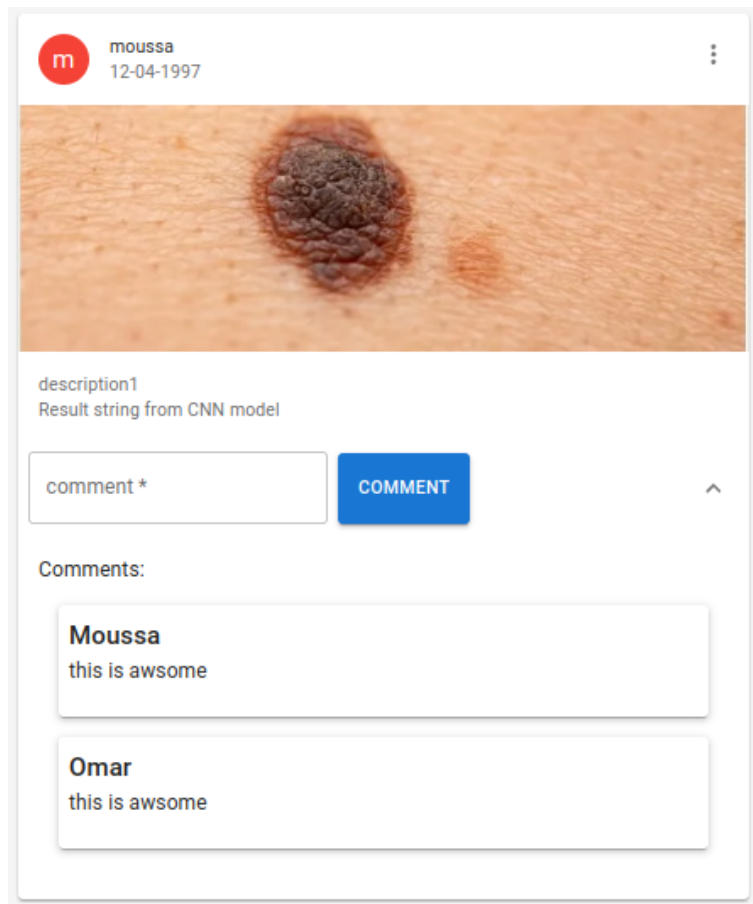 m
moussa
12-04-1997
description1
Result string from CNN model
comment *
COMMENT
Comments:
Moussa
this is awsome
Omar
this is awsome